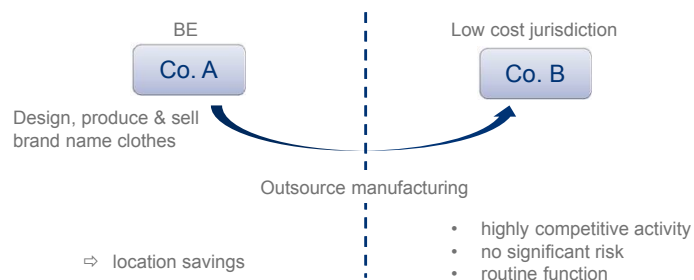 BE
Low cost jurisdiction
Co. A
Co. B
Design, produce & sell
brand name clothes
Outsource manufacturing
⇨ location savings
• highly competitive activity
• no significant risk
• routine function